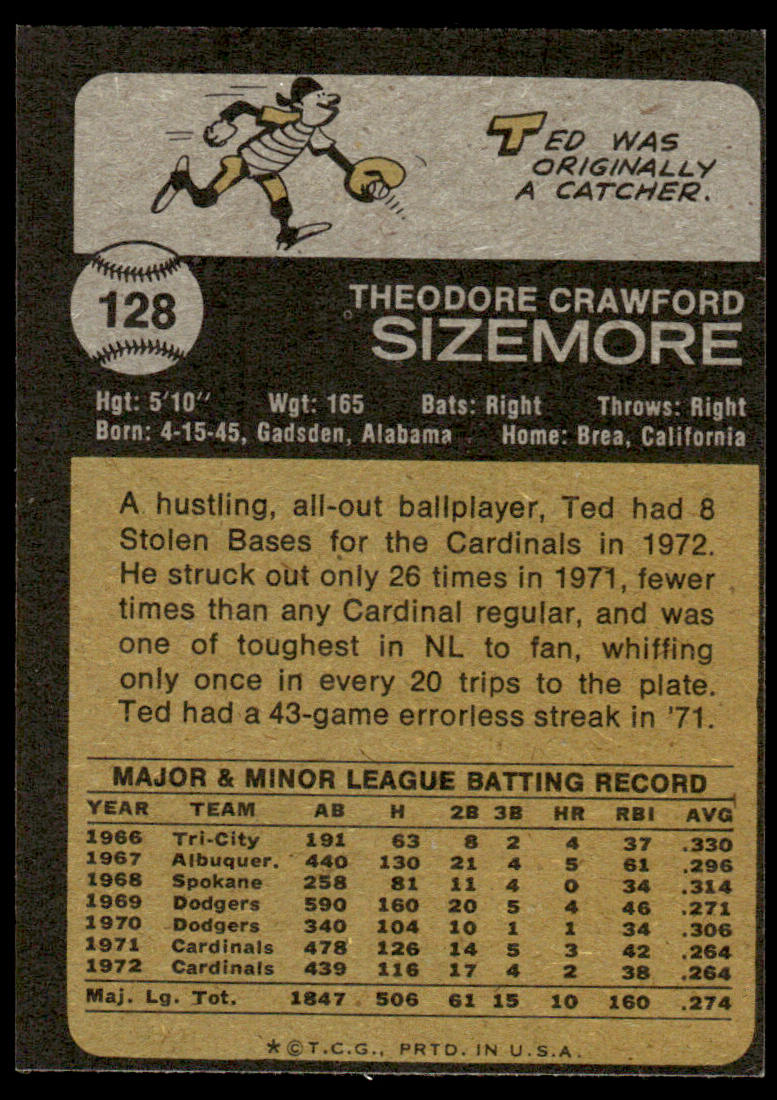 TED WAS
ORIGINALLY
A CATCHER.
128
THEODORE CRAWFORD
SIZEMORE
Hgt: 5'10" Wgt: 165 Bats: Right Throws: Right
Born: 4-15-45, Gadsden, Alabama Home: Brea, California
A hustling, all-out ballplayer, Ted had 8
Stolen Bases for the Cardinals in 1972.
He struck out only 26 times in 1971, fewer
times than any Cardinal regular, and was
one of toughest in NL to fan, whiffing
only once in every 20 trips to the plate.
Ted had a 43-game errorless streak in '71.
MAJOR & MINOR LEAGUE BATTING RECORD
YEAR TEAM AB H 2B 3B HR RBI AVG
1966 Tri-City 191 63 8 2 4 37 .330
1967 Albuquer. 440 130 21 4 5 61 .296
1968 Spokane 258 81 11 4 0 34 .314
1969 Dodgers 590 160 20 5 4 46 .271
1970 Dodgers 340 104 10 1 1 34 .306
1971 Cardinals 478 126 14 5 3 42 .264
1972 Cardinals 439 116 17 4 2 38 .264
Maj. Lg. Tot. 1847 506 61 15 10 160 .274
*©T.C.G., PRTD. IN U.S.A.